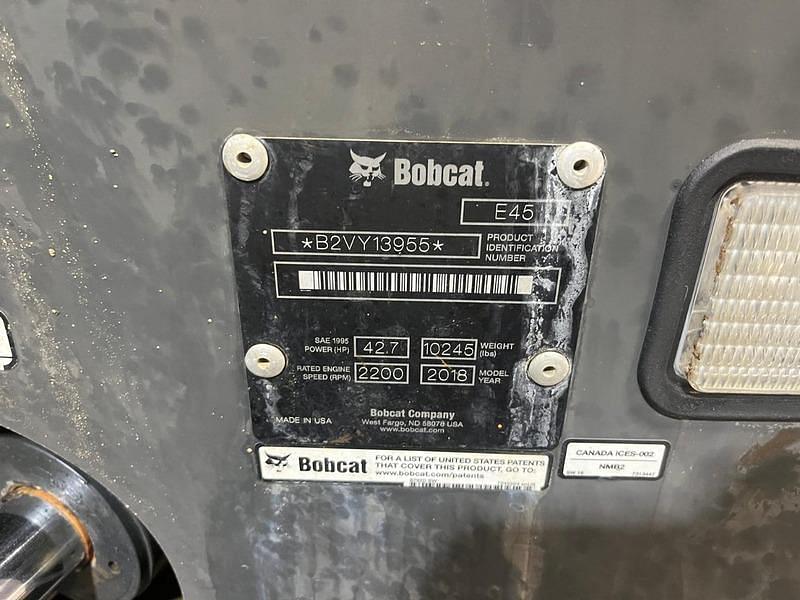 Bobcat.
E45
*B2VY13955*
PRODUCT
IDENTIFICATION
NUMBER
SAE 1995
POWER (HP)
42.7
10245
WEIGHT
(lbs)
RATED ENGINE
SPEED (RPM)
2200
2018
MODEL
YEAR
MADE IN USA
Bobcat Company
West Fargo, ND 58078 USA
www.bobcat.com
Bobcat
FOR A LIST OF UNITED STATES PATENTS
THAT COVER THIS PRODUCT, GO TO:
www.bobcat.com/patents
CANADA ICES-002
NMB2